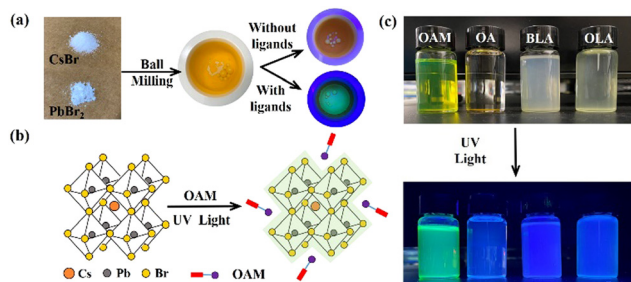 (a)
CsBr
PbBr2
Ball
Milling
Without
ligands
With
ligands
(b)
OAM
UV Light
Cs
Pb
Br
OAM
(c)
OAM
OA
BLA
OLA
UV
Light